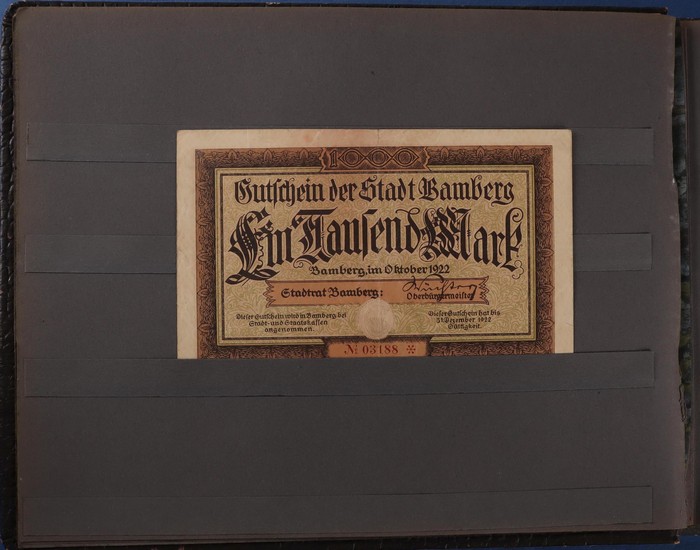 1000
Gutschein der Stadt Bamberg
Ein Tausend Mark
Bamberg, im Oktober 1922
Stadtrat Bamberg:
Oberbürgermeister
Dieser Gutschein wird in Bamberg bei
Stadt- und Staatskassen
angenommen.
Dieser Gutschein hat bis
31. Dezember 1922
Gültigkeit.
№ 03188 ※